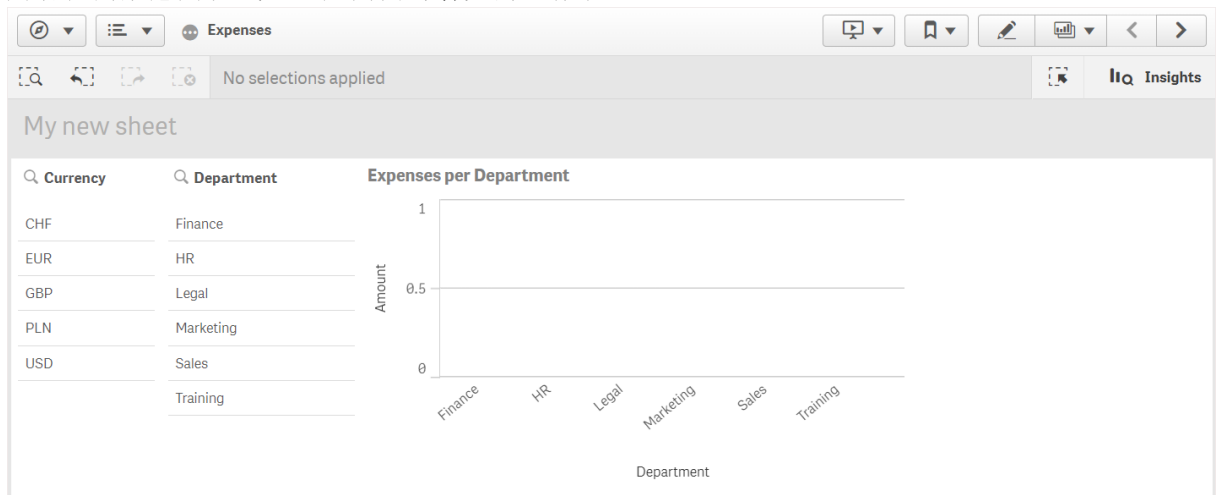 Expenses
No selections applied
Insights
My new sheet
Currency
CHF
EUR
GBP
PLN
USD
Department
Finance
HR
Legal
Marketing
Sales
Training
Expenses per Department
Amount
1
0.5
0
Finance
HR
Legal
Marketing
Sales
Training
Department